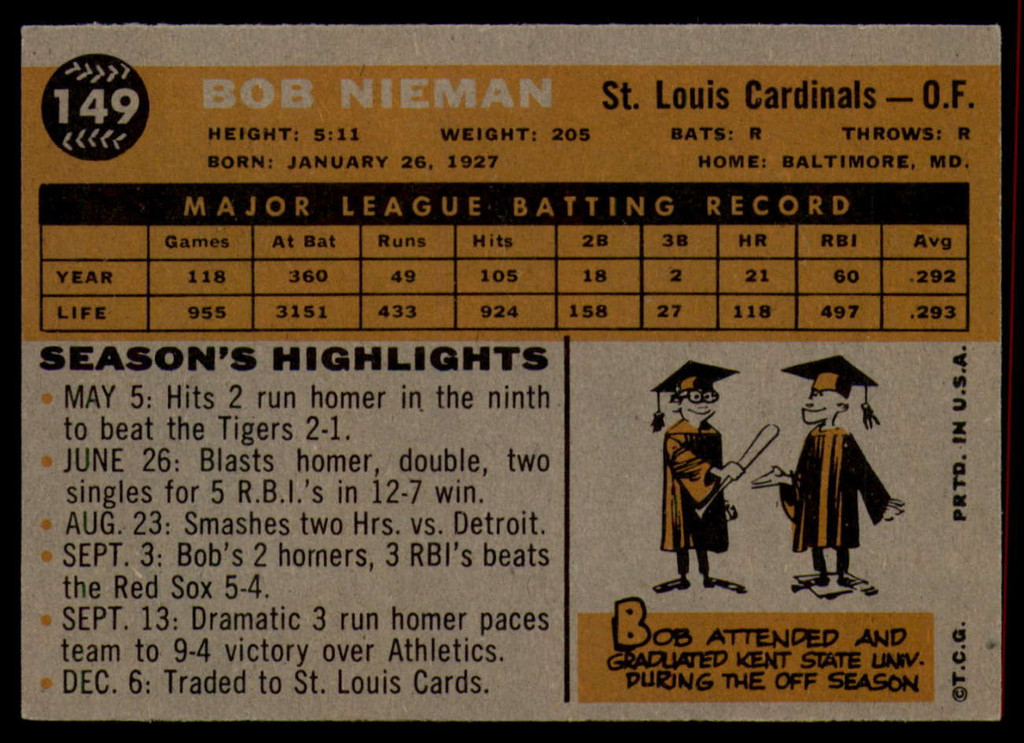 149
BOB NIEMAN St. Louis Cardinals — O.F.
HEIGHT: 5:11 WEIGHT: 205 BATS: R THROWS: R
BORN: JANUARY 26, 1927 HOME: BALTIMORE, MD.
MAJOR LEAGUE BATTING RECORD
Games At Bat Runs Hits 2B 3B HR RBI Avg
YEAR 118 360 49 105 18 2 21 60 .292
LIFE 955 3151 433 924 158 27 118 497 .293
SEASON'S HIGHLIGHTS
• MAY 5: Hits 2 run homer in the ninth
to beat the Tigers 2-1.
• JUNE 26: Blasts homer, double, two
singles for 5 R.B.I.'s in 12-7 win.
• AUG. 23: Smashes two Hrs. vs. Detroit.
• SEPT. 3: Bob's 2 homers, 3 RBI's beats
the Red Sox 5-4.
• SEPT. 13: Dramatic 3 run homer paces
team to 9-4 victory over Athletics.
• DEC. 6: Traded to St. Louis Cards.
BOB ATTENDED AND
GRADUATED KENT STATE UNIV.
DURING THE OFF SEASON
©T.C.G. PRTD. IN U.S.A.